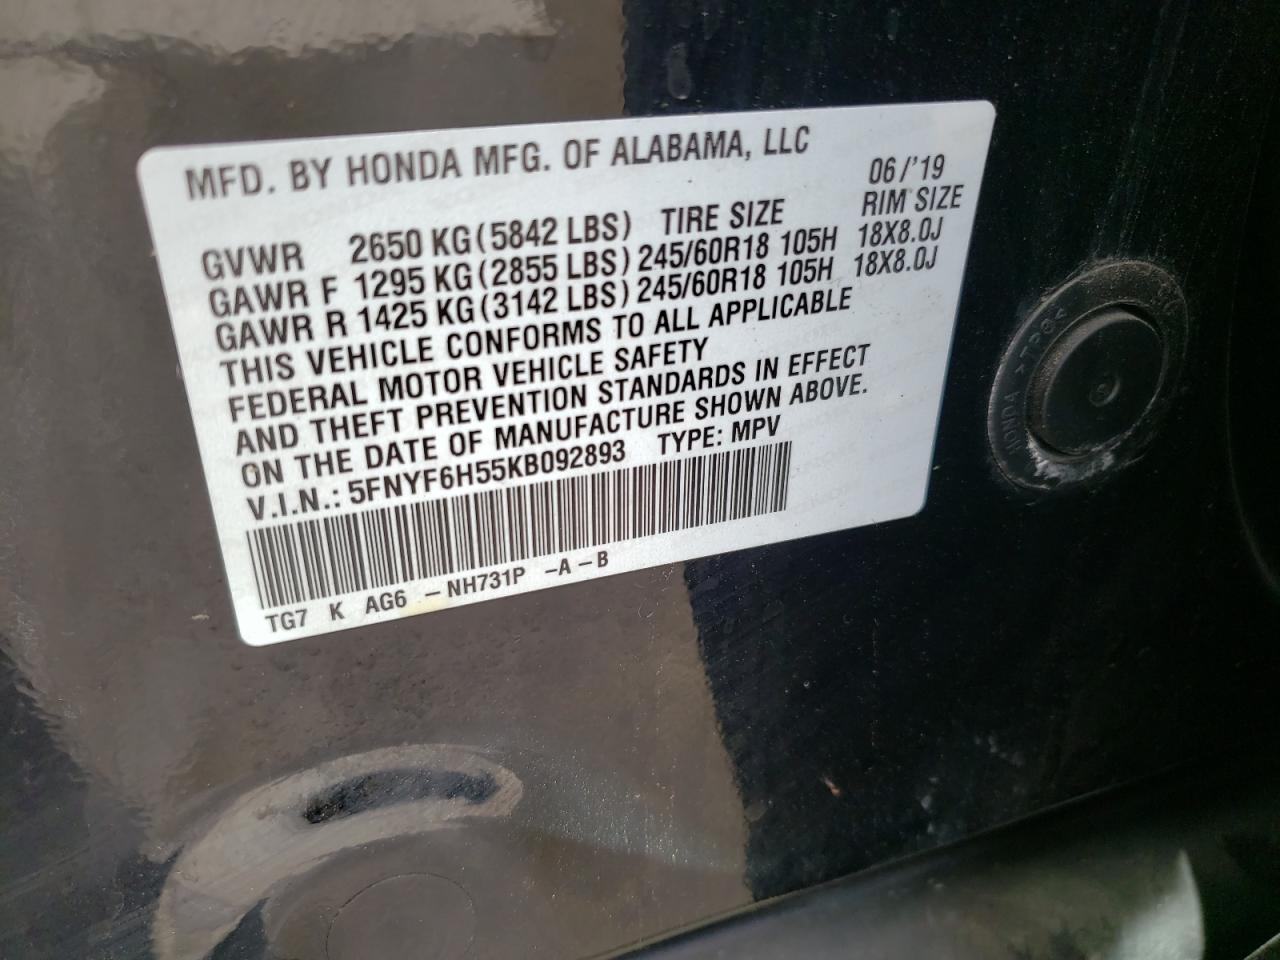 MFD. BY HONDA MFG. OF ALABAMA, LLC
06/'19
GVWR 2650 KG(5842 LBS) TIRE SIZE RIM SIZE
GAWR F 1295 KG(2855 LBS) 245/60R18 105H 18X8.0J
GAWR R 1425 KG(3142 LBS) 245/60R18 105H 18X8.0J
THIS VEHICLE CONFORMS TO ALL APPLICABLE
FEDERAL MOTOR VEHICLE SAFETY
AND THEFT PREVENTION STANDARDS IN EFFECT
ON THE DATE OF MANUFACTURE SHOWN ABOVE.
V.I.N.: 5FNYF6H55KB092893 TYPE: MPV
TG7 K AG6 -NH731P -A-B
HONDA >TPO<